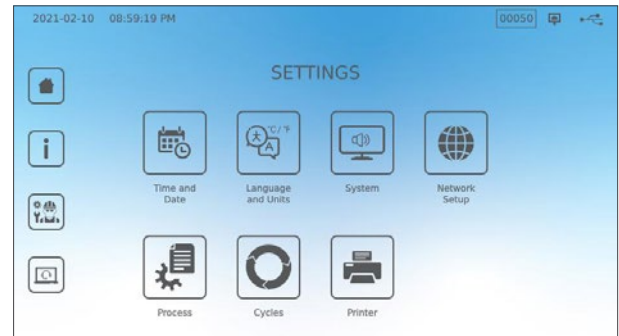 2021-02-10 08:59:19 PM
00050
SETTINGS
°C/°F
A
Time and
Date
Language
and Units
System
Network
Setup
Process
Cycles
Printer